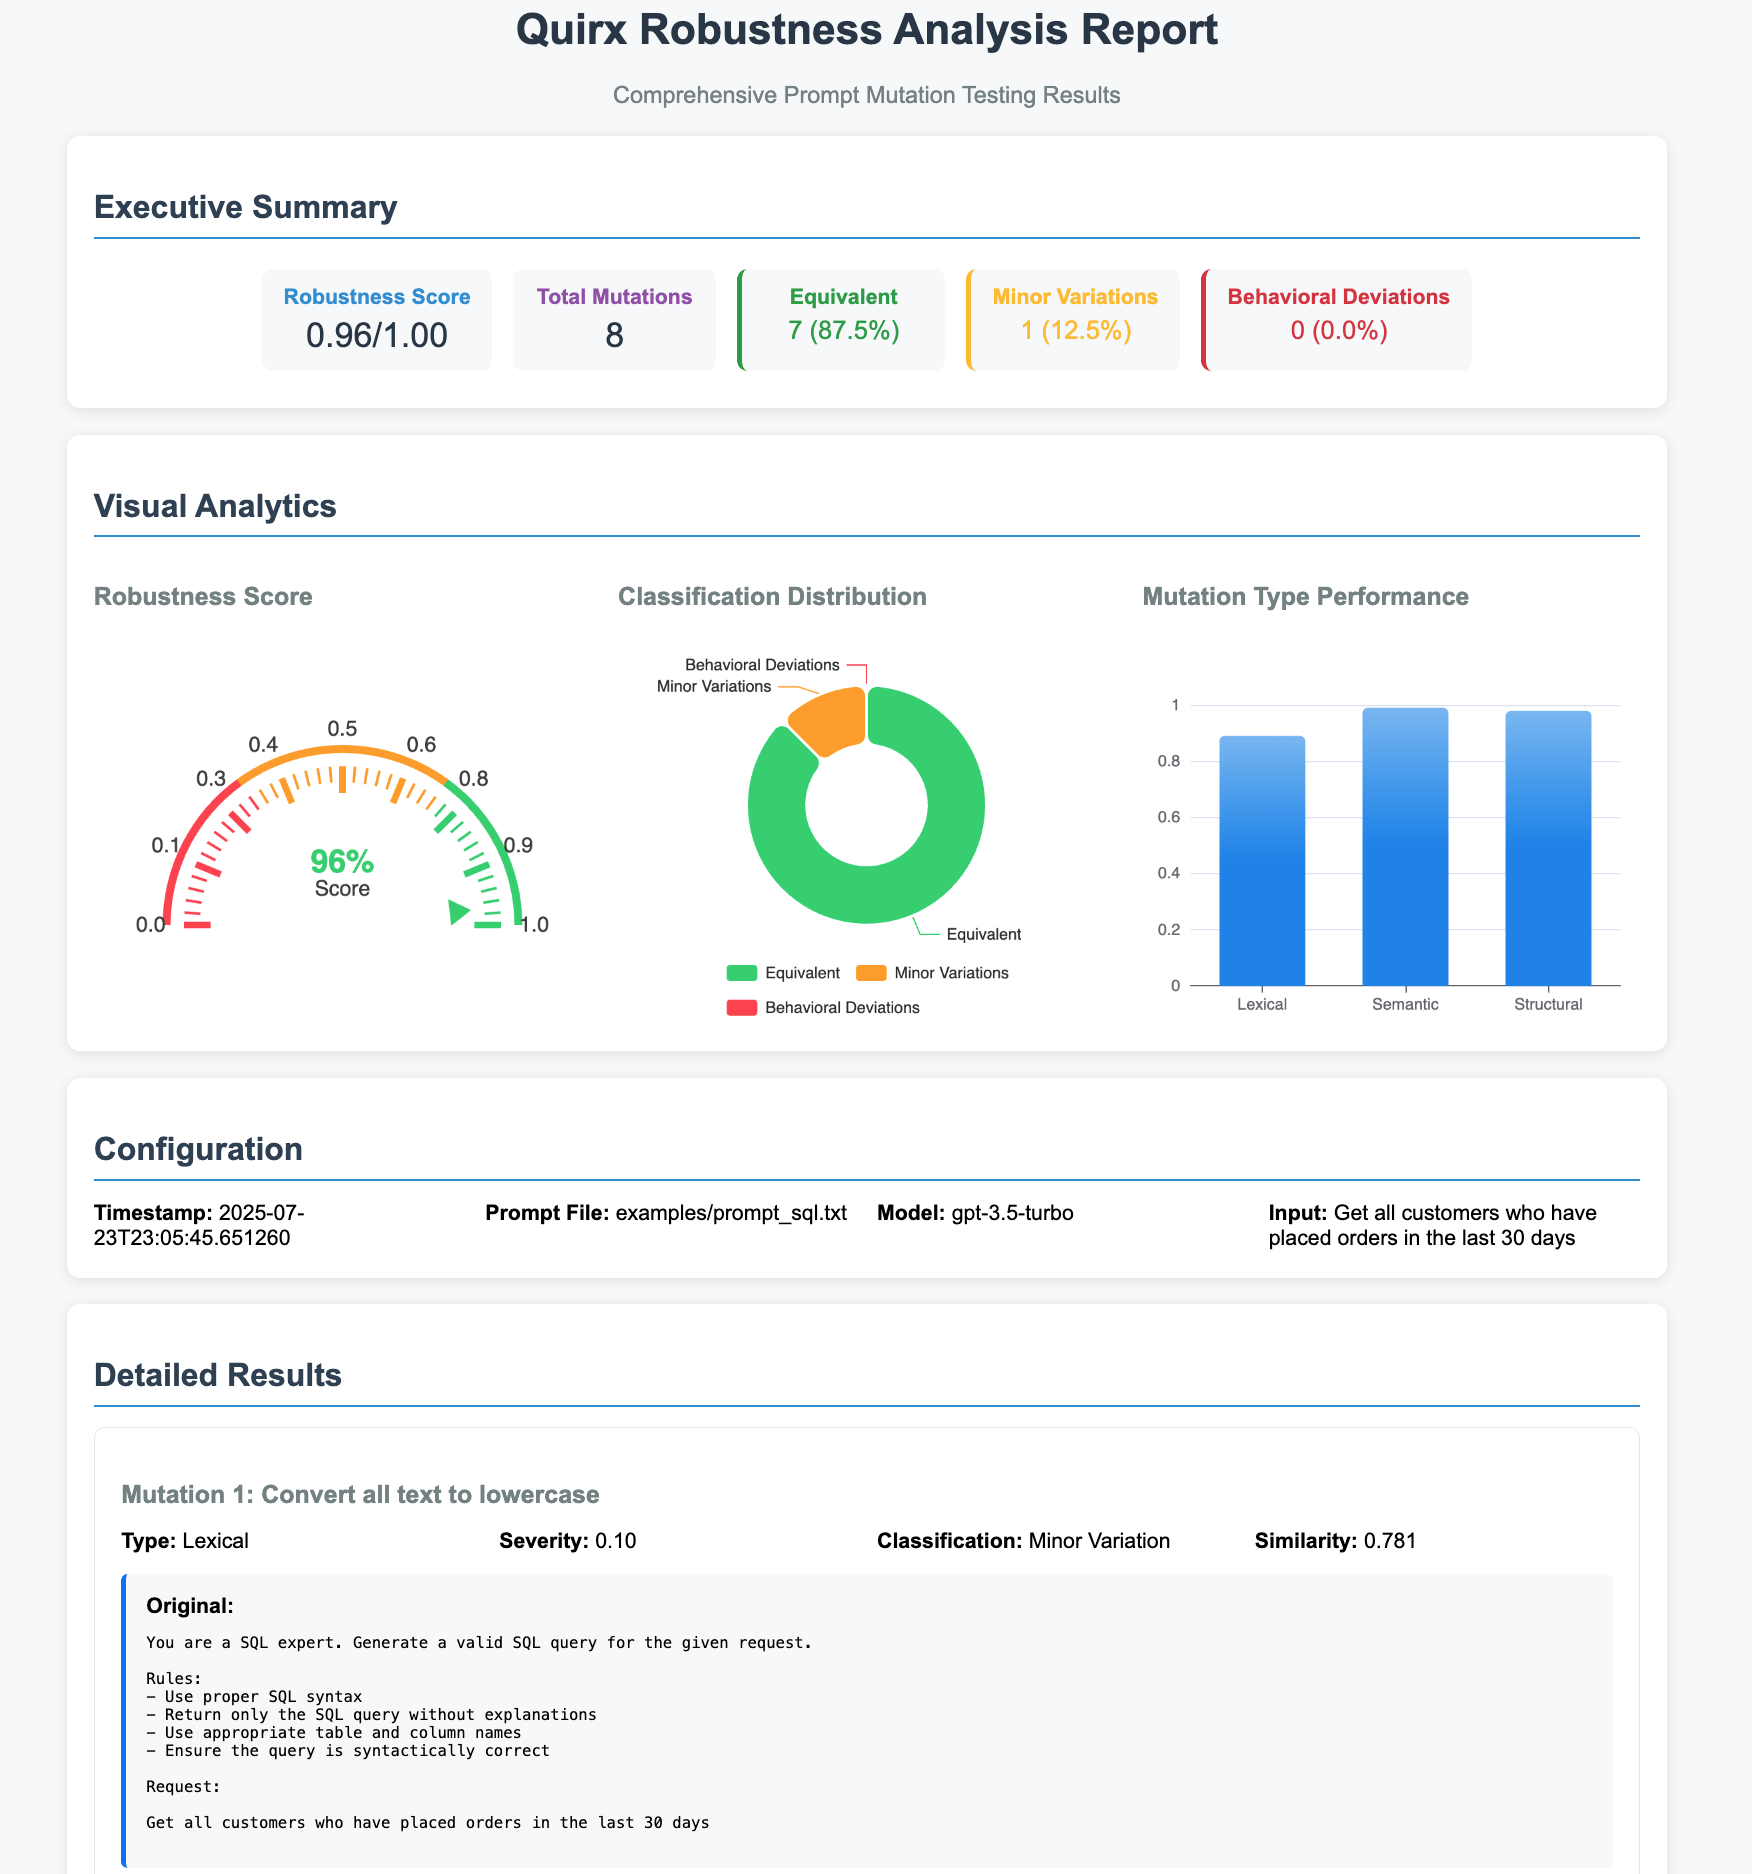 Quirx Robustness Analysis Report
Comprehensive Prompt Mutation Testing Results
Executive Summary
Robustness Score
0.96/1.00
Total Mutations
8
Equivalent
7 (87.5%)
Minor Variations
1 (12.5%)
Behavioral Deviations
0 (0.0%)
Visual Analytics
Robustness Score
0.0
0.1
0.3
0.4
0.5
0.6
0.8
0.9
1.0
96%
Score
Classification Distribution
Behavioral Deviations
Minor Variations
Equivalent
Equivalent
Minor Variations
Behavioral Deviations
Mutation Type Performance
1
0.8
0.6
0.4
0.2
0
Lexical
Semantic
Structural
Configuration
Timestamp: 2025-07-
23T23:05:45.651260
Prompt File: examples/prompt_sql.txt
Model: gpt-3.5-turbo
Input: Get all customers who have
placed orders in the last 30 days
Detailed Results
Mutation 1: Convert all text to lowercase
Type: Lexical
Severity: 0.10
Classification: Minor Variation
Similarity: 0.781
Original:
You are a SQL expert. Generate a valid SQL query for the given request.
Rules:
- Use proper SQL syntax
- Return only the SQL query without explanations
- Use appropriate table and column names
- Ensure the query is syntactically correct
Request:
Get all customers who have placed orders in the last 30 days